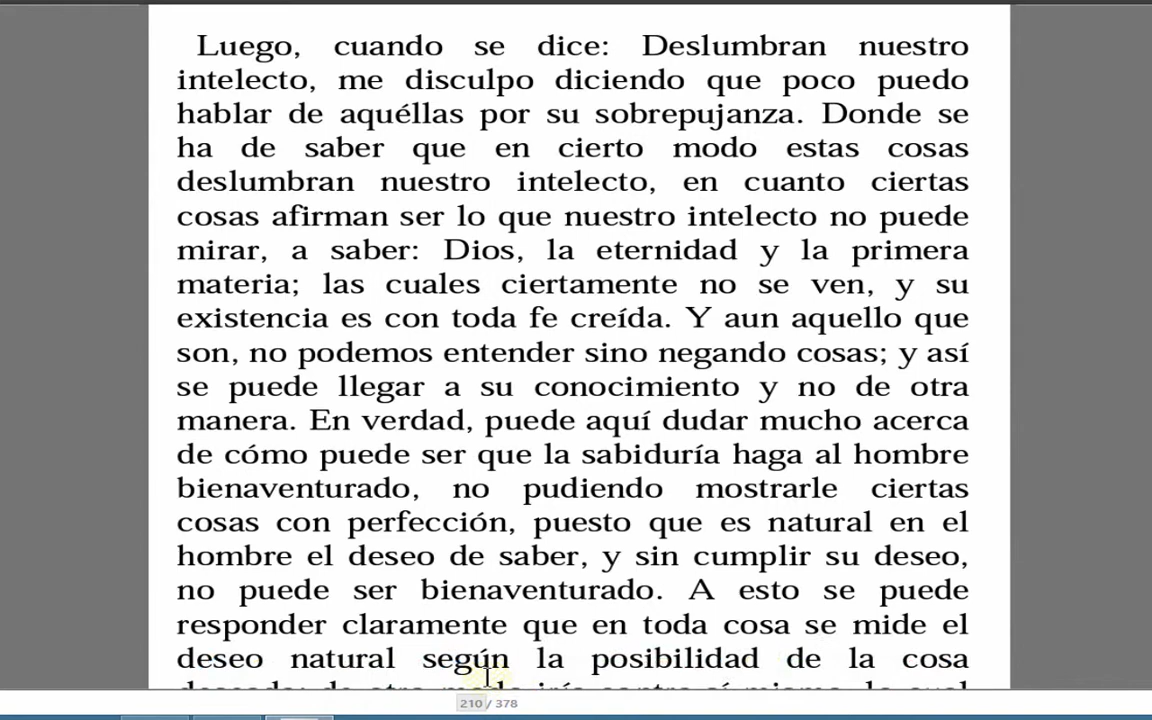 Luego, cuando se dice: Deslumbran nuestro
intelecto, me disculpo diciendo que poco puedo
hablar de aquéllas por su sobrepujanza. Donde se
ha de saber que en cierto modo estas cosas
deslumbran nuestro intelecto, en cuanto ciertas
cosas afirman ser lo que nuestro intelecto no puede
mirar, a saber: Dios, la eternidad y la primera
materia; las cuales ciertamente no se ven, y su
existencia es con toda fe creída. Y aun aquello que
son, no podemos entender sino negando cosas; y así
se puede llegar a su conocimiento y no de otra
manera. En verdad, puede aquí dudar mucho acerca
de cómo puede ser que la sabiduría haga al hombre
bienaventurado, no pudiendo mostrarle ciertas
cosas con perfección, puesto que es natural en el
hombre el deseo de saber, y sin cumplir su deseo,
no puede ser bienaventurado. A esto se puede
responder claramente que en toda cosa se mide el
deseo natural según la posibilidad de la cosa
210 / 378